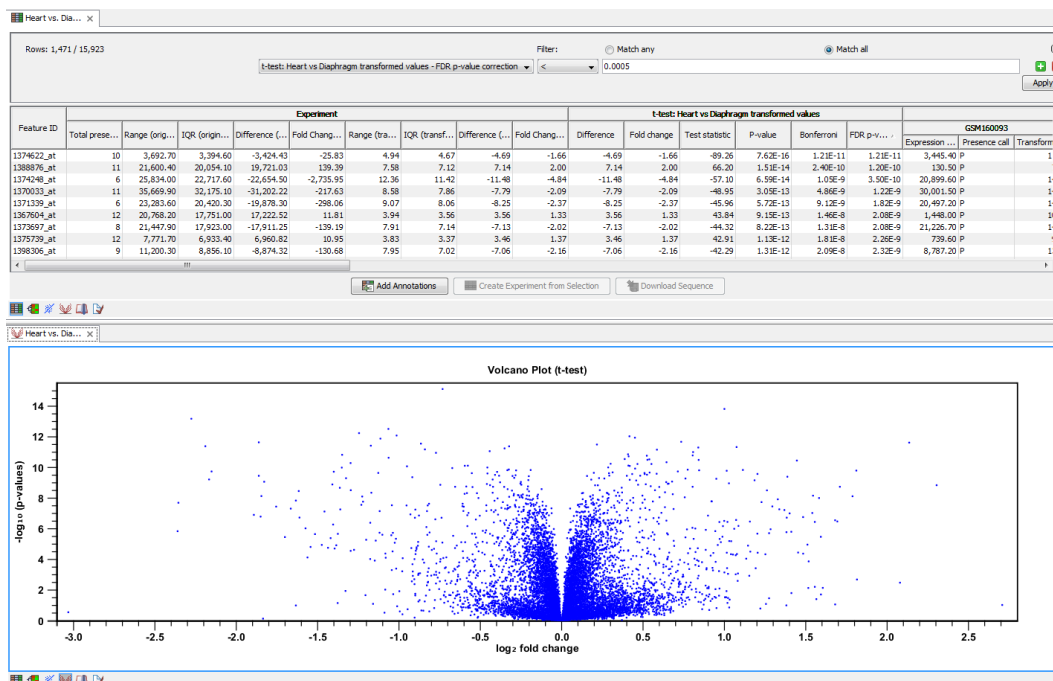 Heart vs. Dia...
Rows: 1,471 / 15,923 Filter: Match any Match all
t-test: Heart vs Diaphragm transformed values - FDR p-value correction < 0.0005
Apply
Experiment t-test: Heart vs Diaphragm transformed values
Feature ID Total prese... Range (orig... IQR (origin... Difference (... Fold Chang... Range (tra... IQR (transf... Difference (... Fold Chang... Difference Fold change Test statistic P-value Bonferroni FDR p-v... GSM160093
Expression ... Presence call Transform
1374622_at 10 3,692.70 3,394.60 -3,424.43 -25.83 4.94 4.67 -4.69 -1.66 -4.69 -1.66 -89.26 7.62E-16 1.21E-11 1.21E-11 3,445.40 P
1388876_at 11 21,600.40 20,054.10 19,721.03 139.39 7.58 7.12 7.14 2.00 7.14 2.00 66.20 1.51E-14 2.40E-10 1.20E-10 130.50 P
1374248_at 6 25,834.00 22,717.60 -22,654.50 -2,735.95 12.36 11.42 -11.48 -4.84 -11.48 -4.84 -57.10 6.59E-14 1.05E-9 3.50E-10 20,899.60 P
1370033_at 11 35,669.90 32,175.10 -31,202.22 -217.63 8.58 7.86 -7.79 -2.09 -7.79 -2.09 -48.95 3.05E-13 4.86E-9 1.22E-9 30,001.50 P
1371339_at 6 23,283.60 20,420.30 -19,878.30 -298.06 9.07 8.06 -8.25 -2.37 -8.25 -2.37 -45.96 5.72E-13 9.12E-9 1.82E-9 20,497.20 P
1367604_at 12 20,768.20 17,751.00 17,222.52 11.81 3.94 3.56 3.56 1.33 3.56 1.33 43.84 9.15E-13 1.46E-8 2.08E-9 1,448.00 P
1373697_at 8 21,447.90 17,923.00 -17,911.25 -139.19 7.91 7.14 -7.13 -2.02 -7.13 -2.02 -44.32 8.22E-13 1.31E-8 2.08E-9 21,226.70 P
1375739_at 12 7,771.70 6,933.40 6,960.82 10.95 3.83 3.37 3.46 1.37 3.46 1.37 42.91 1.13E-12 1.81E-8 2.26E-9 739.60 P
1398306_at 9 11,200.30 8,856.10 -8,874.32 -130.68 7.95 7.02 -7.06 -2.16 -7.06 -2.16 -42.29 1.31E-12 2.09E-8 2.32E-9 8,787.20 P
Add Annotations Create Experiment from Selection Download Sequence
Heart vs. Dia...
Volcano Plot (t-test)
-log₁₀ (p-values)
14
12
10
8
6
4
2
0
-3.0 -2.5 -2.0 -1.5 -1.0 -0.5 0.0 0.5 1.0 1.5 2.0 2.5
log₂ fold change